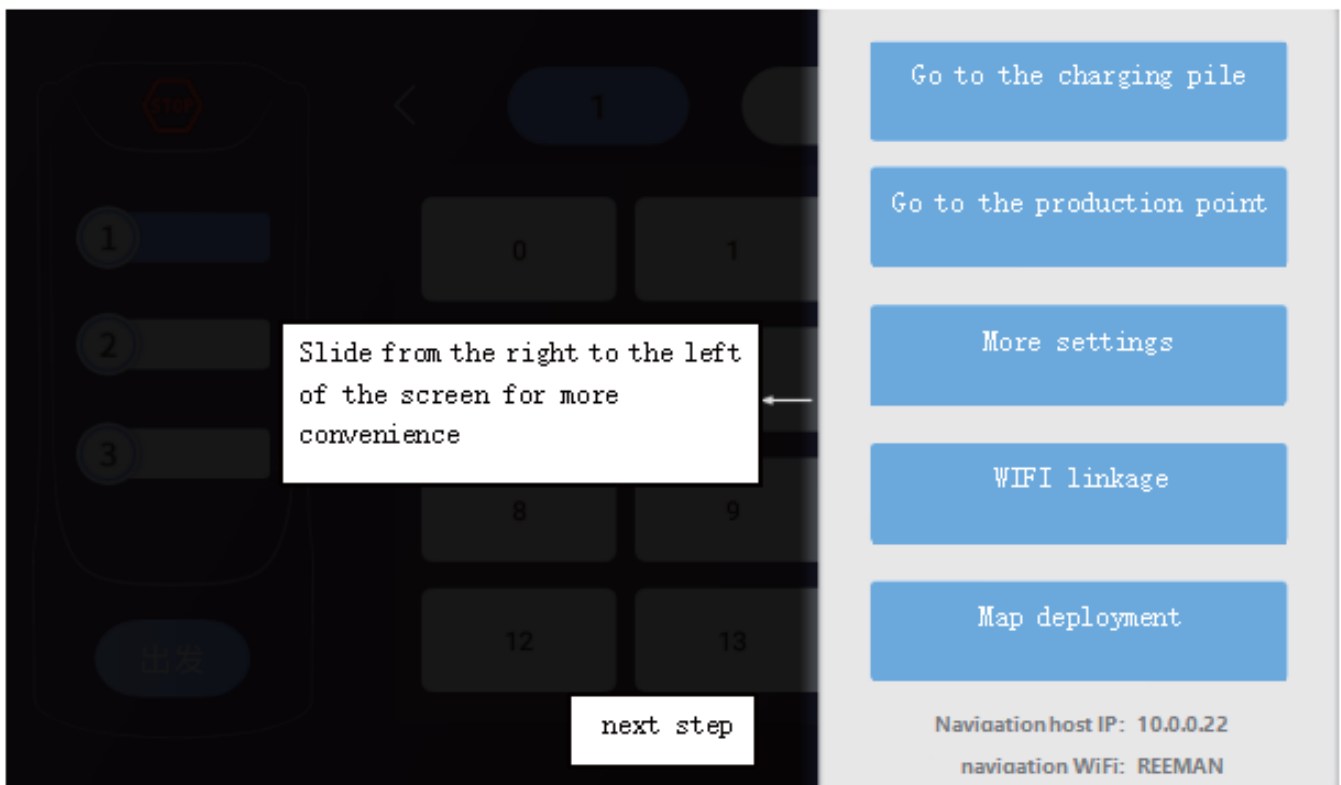 STOP
1
1
2
3
出发
0
1
8
9
12
13
Slide from the right to the left
of the screen for more
convenience
next step
Go to the charging pile
Go to the production point
More settings
WIFI linkage
Map deployment
Navigation host IP: 10.0.0.22
navigation WiFi: REEMAN